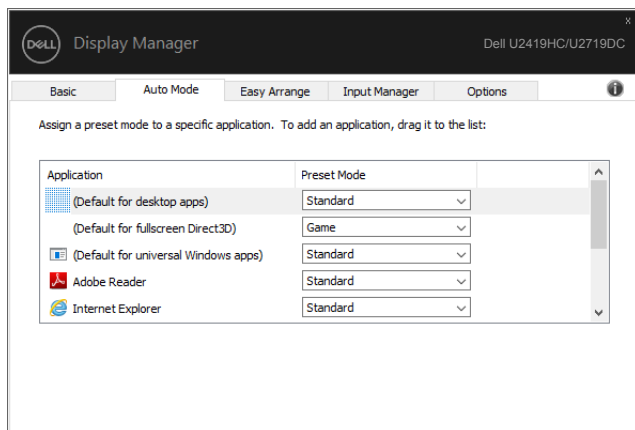 x
DELL Display Manager Dell U2419HC/U2719DC
Basic Auto Mode Easy Arrange Input Manager Options
Assign a preset mode to a specific application. To add an application, drag it to the list:
Application Preset Mode
(Default for desktop apps) Standard
(Default for fullscreen Direct3D) Game
(Default for universal Windows apps) Standard
Adobe Reader Standard
Internet Explorer Standard